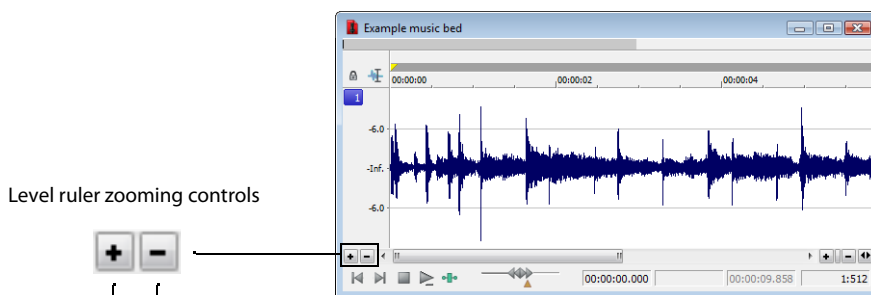 Example music bed
00:00:00 00:00:02 00:00:04
1
-6.0
-Inf.
-6.0
Level ruler zooming controls
00:00:00.000 00:00:09.858 1:512